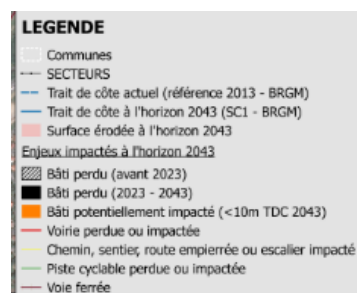 LEGENDE
Communes
SECTEURS
Trait de côte actuel (référence 2013 - BRGM)
Trait de côte à l'horizon 2043 (SC1 - BRGM)
Surface érodée à l'horizon 2043
Enjeux impactés à l'horizon 2043
Bâti perdu (avant 2023)
Bâti perdu (2023 - 2043)
Bâti potentiellement impacté (<10m TDC 2043)
Voirie perdue ou impactée
Chemin, sentier, route empierrée ou escalier impacté
Piste cyclable perdue ou impactée
Voie ferrée